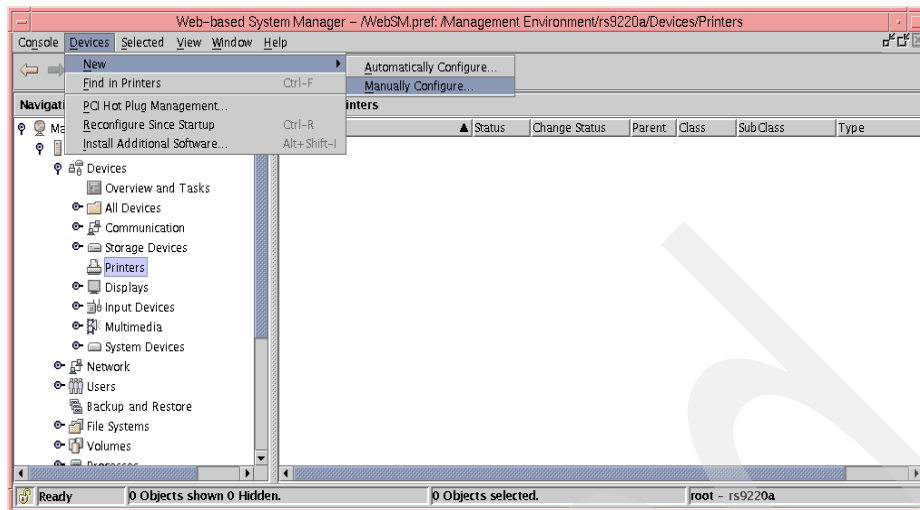 Web-based System Manager - /WebSM.pref: /Management Environment/rs9220a/Devices/Printers
Console Devices Selected View Window Help
New
Find in Printers Ctrl-F
PCI Hot Plug Management...
Reconfigure Since Startup Ctrl-R
Install Additional Software... Alt+Shift-I
Automatically Configure...
Manually Configure...
Navigati
inters
Status Change Status Parent Class SubClass Type
Ma
Devices
Overview and Tasks
All Devices
Communication
Storage Devices
Printers
Displays
Input Devices
Multimedia
System Devices
Network
Users
Backup and Restore
File Systems
Volumes
Processes
Ready 0 Objects shown 0 Hidden. 0 Objects selected. root - rs9220a